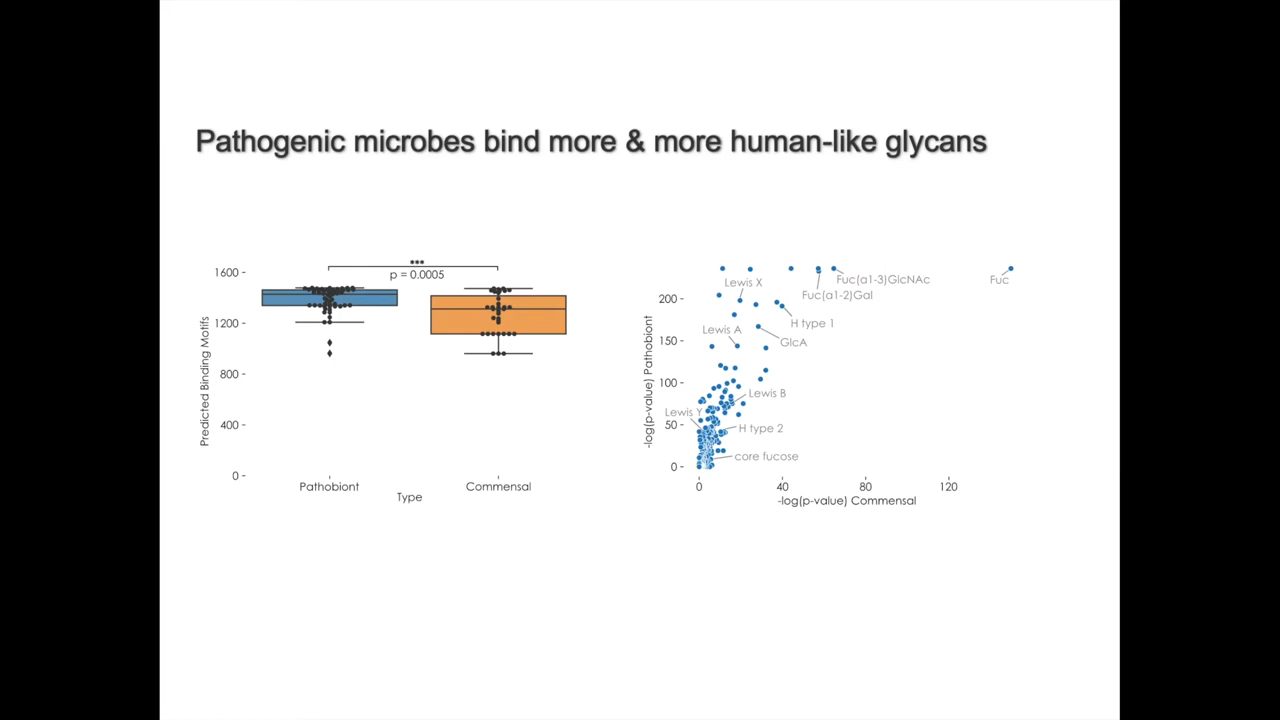 Pathogenic microbes bind more & more human-like glycans
***
p = 0.0005
1600
1200
800
400
0
Predicted Binding Motifs
Pathobiont
Commensal
Type
Lewis X
Fuc(α1-3)GlcNAc
Fuc
Fuc(α1-2)Gal
H type 1
Lewis A
GlcA
Lewis B
Lewis Y
H type 2
core fucose
200
150
100
50
0
-log(p-value) Pathobiont
0
40
80
120
-log(p-value) Commensal